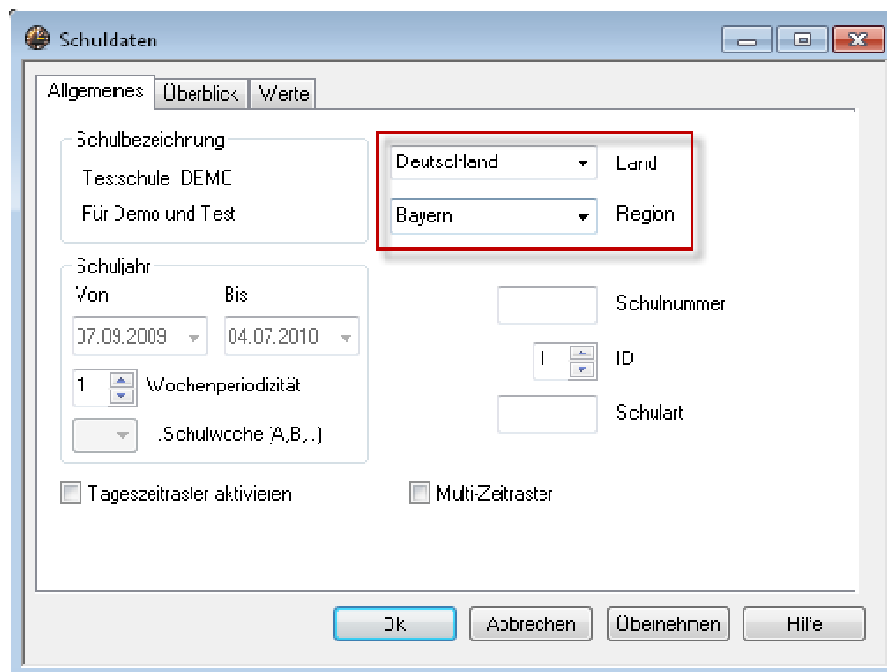 Schuldaten
Allgemeines Überblick Werte
Schulbezeichnung
Testschule DEMO
Für Demo und Test
Deutschland Land
Bayern Region
Schuljahr
Von Bis
07.09.2009 04.07.2010
1 Wochenperiodizität
.Schulwoche (A,B,..)
Schulnummer
ID
Schulart
Tageszeitraster aktivieren Multi-Zeitraster
OK Abbrechen Übernehmen Hilfe